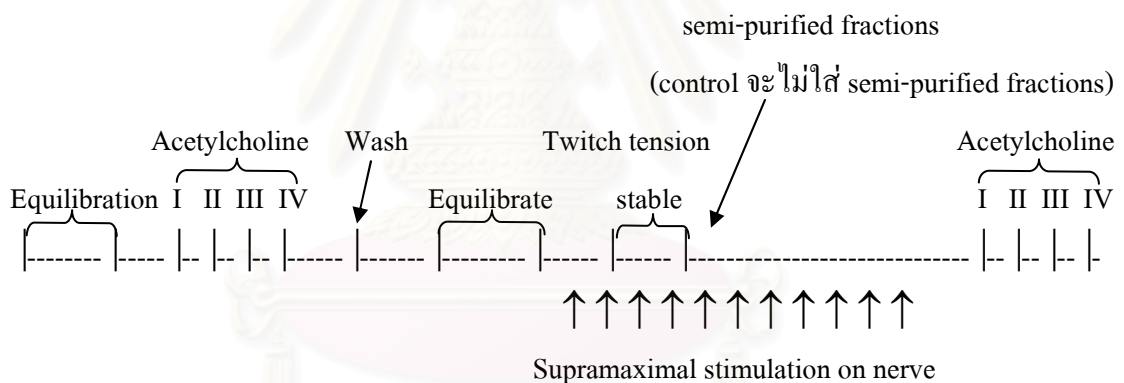 semi-purified fractions
(control จะไม่ใส่ semi-purified fractions)
Acetylcholine Wash Twitch tension Acetylcholine
Equilibration I II III IV Equilibrate stable I II III IV
Supramaximal stimulation on nerve